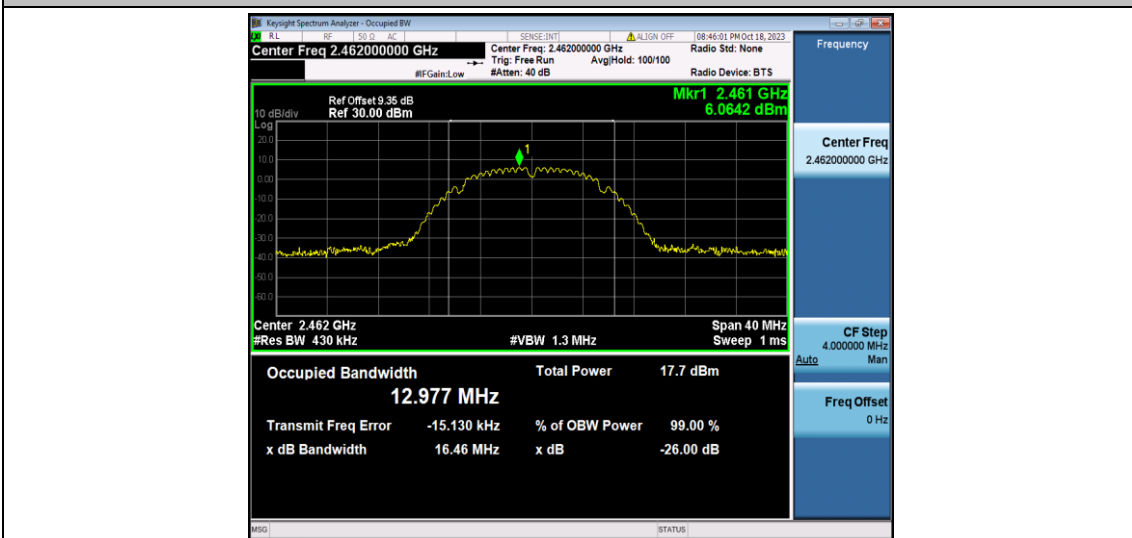 Keysight Spectrum Analyzer - Occupied BW
RL RF 50 Ω AC SENSE:INT ALIGN OFF 08:46:01 PM Oct 18, 2023
Center Freq 2.462000000 GHz
Center Freq: 2.462000000 GHz Radio Std: None
Trig: Free Run Avg|Hold: 100/100
#IFGain:Low #Atten: 40 dB Radio Device: BTS
Mkr1 2.461 GHz
6.0642 dBm
Ref Offset 9.35 dB
10 dB/div Ref 30.00 dBm
Log
20.0
10.0
0.00
-10.0
-20.0
-30.0
-40.0
-50.0
-60.0
1
Center 2.462 GHz Span 40 MHz
#Res BW 430 kHz #VBW 1.3 MHz Sweep 1 ms
Occupied Bandwidth Total Power 17.7 dBm
12.977 MHz
Transmit Freq Error -15.130 kHz % of OBW Power 99.00 %
x dB Bandwidth 16.46 MHz x dB -26.00 dB
MSG STATUS
Frequency
Center Freq
2.462000000 GHz
CF Step
4.000000 MHz
Auto Man
Freq Offset
0 Hz